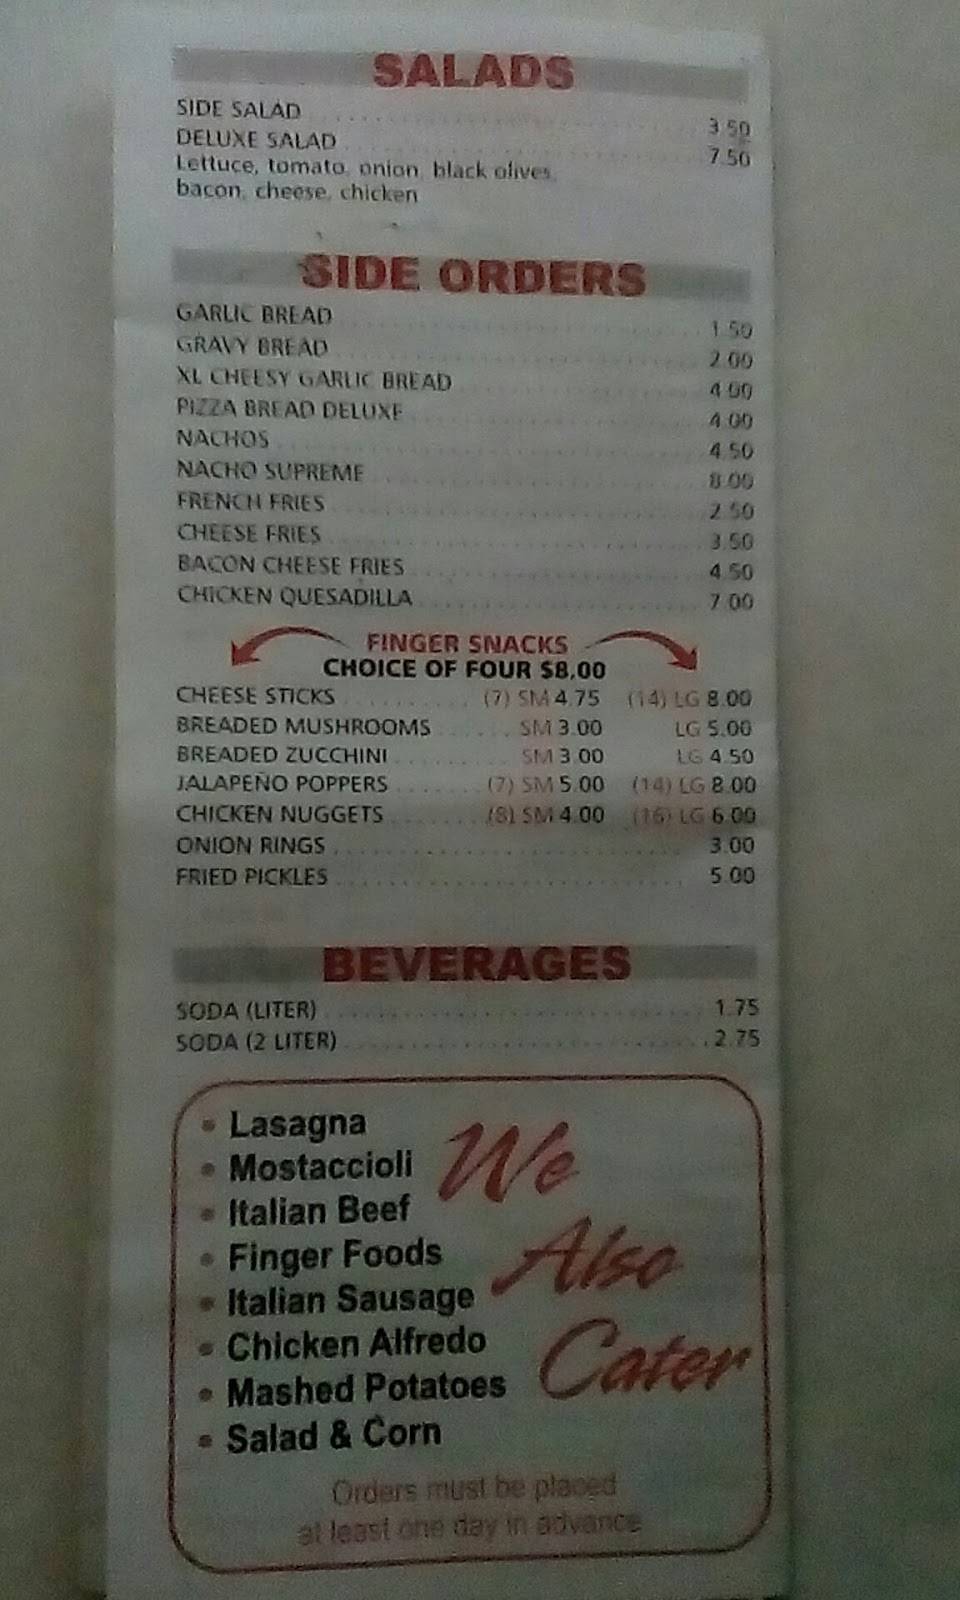 SALADS
SIDE SALAD 3.50
DELUXE SALAD 7.50
Lettuce, tomato, onion, black olives,
bacon, cheese, chicken
SIDE ORDERS
GARLIC BREAD 1.50
GRAVY BREAD 2.00
XL CHEESY GARLIC BREAD 4.00
PIZZA BREAD DELUXE 4.00
NACHOS 4.50
NACHO SUPREME 8.00
FRENCH FRIES 2.50
CHEESE FRIES 3.50
BACON CHEESE FRIES 4.50
CHICKEN QUESADILLA 7.00
FINGER SNACKS
CHOICE OF FOUR $8.00
CHEESE STICKS (7) SM 4.75 (14) LG 8.00
BREADED MUSHROOMS SM 3.00 LG 5.00
BREADED ZUCCHINI SM 3.00 LG 4.50
JALAPEÑO POPPERS (7) SM 5.00 (14) LG 8.00
CHICKEN NUGGETS (8) SM 4.00 (16) LG 6.00
ONION RINGS 3.00
FRIED PICKLES 5.00
BEVERAGES
SODA (LITER) 1.75
SODA (2 LITER) 2.75
• Lasagna
• Mostaccioli
• Italian Beef
• Finger Foods
• Italian Sausage
• Chicken Alfredo
• Mashed Potatoes
• Salad & Corn
We
Also
Cater
Orders must be placed
at least one day in advance